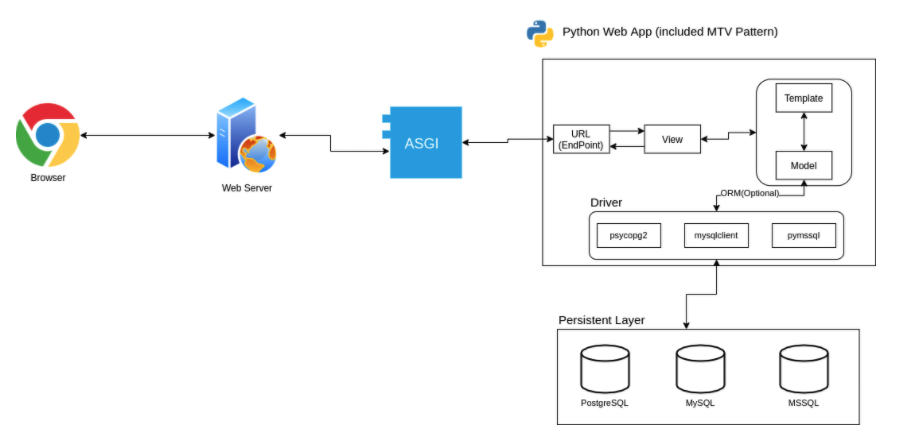 Python Web App (included MTV Pattern)
Browser
Web Server
ASGI
URL
(EndPoint)
View
Template
Model
ORM(Optional)
Driver
psycopg2
mysqlclient
pymssql
Persistent Layer
PostgreSQL
MySQL
MSSQL